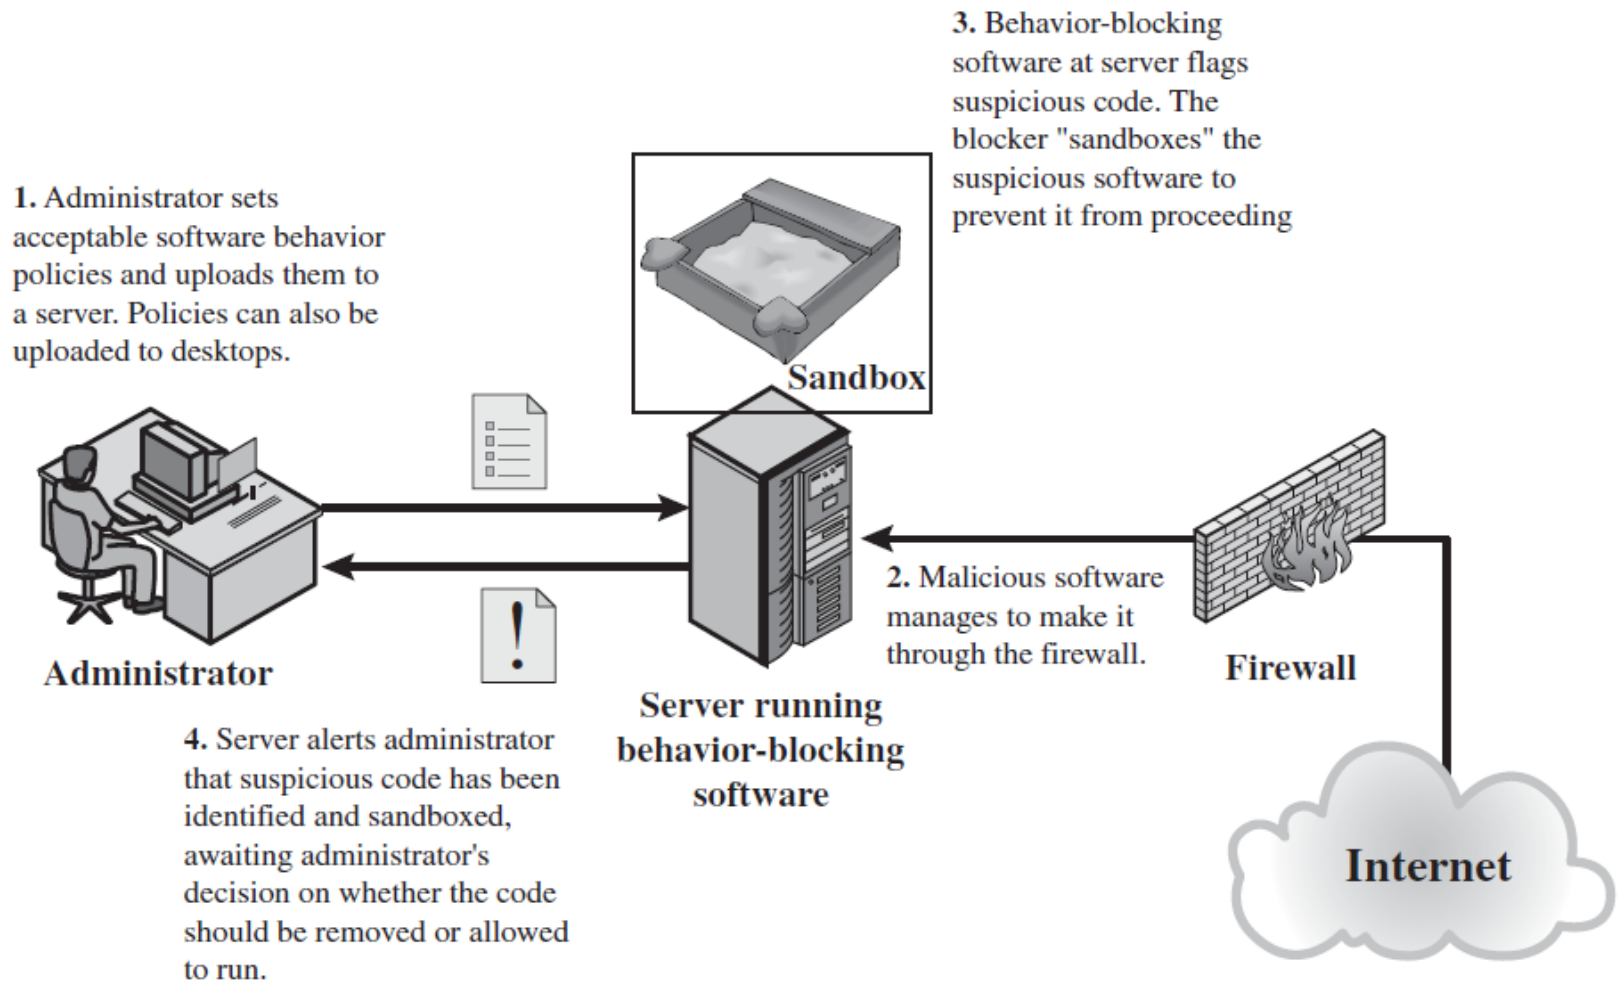 1. Administrator sets
acceptable software behavior
policies and uploads them to
a server. Policies can also be
uploaded to desktops.
3. Behavior-blocking
software at server flags
suspicious code. The
blocker "sandboxes" the
suspicious software to
prevent it from proceeding
Sandbox
!
2. Malicious software
manages to make it
through the firewall.
Administrator
Server running
behavior-blocking
software
Firewall
4. Server alerts administrator
that suspicious code has been
identified and sandboxed,
awaiting administrator's
decision on whether the code
should be removed or allowed
to run.
Internet